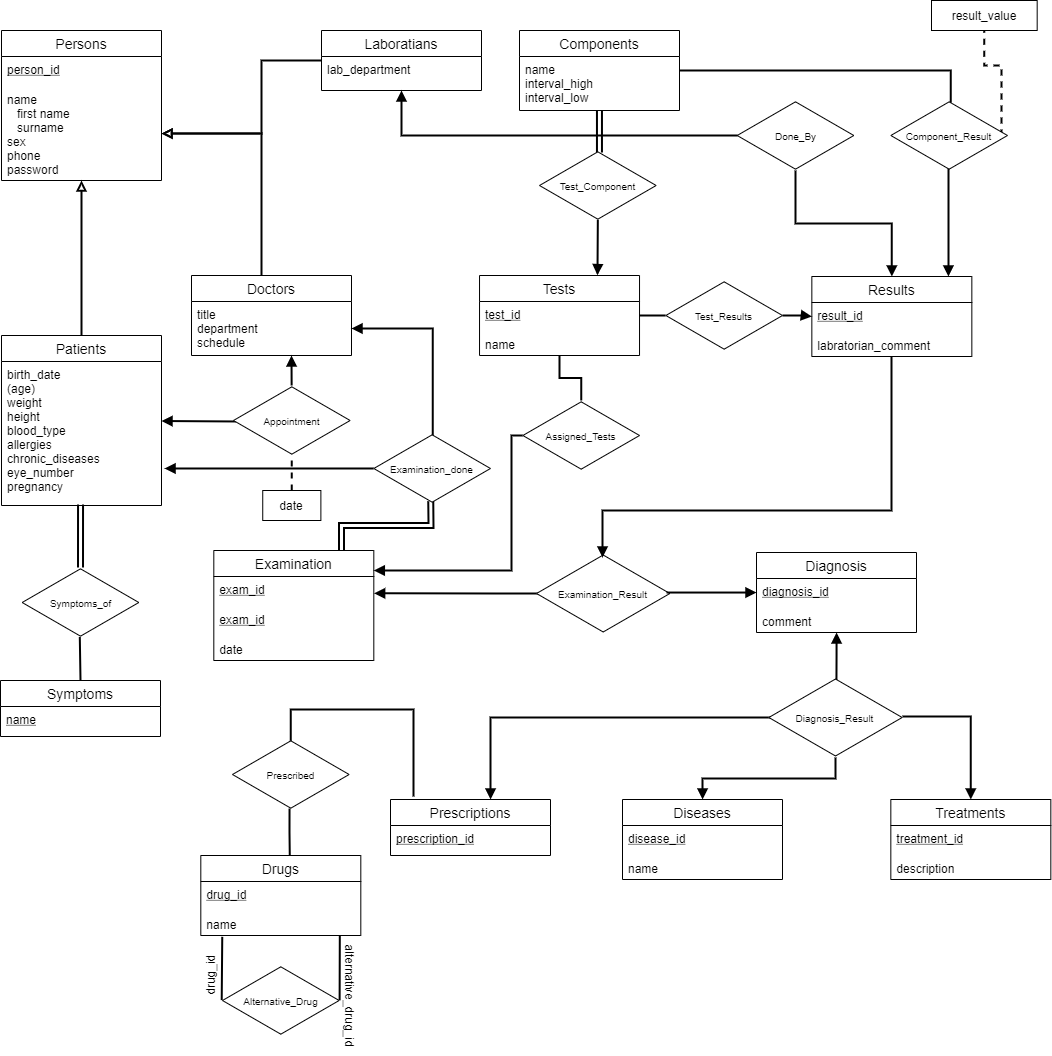 result_value
Persons
person_id
name
first name
surname
sex
phone
password
Laboratians
lab_department
Components
name
interval_high
interval_low
Done_By
Component_Result
Test_Component
Doctors
title
department
schedule
Tests
test_id
name
Test_Results
Results
result_id
labratorian_comment
Patients
birth_date
(age)
weight
height
blood_type
allergies
chronic_diseases
eye_number
pregnancy
Appointment
Assigned_Tests
Examination_done
date
Examination
exam_id
exam_id
date
Examination_Result
Diagnosis
diagnosis_id
comment
Symptoms_of
Symptoms
name
Diagnosis_Result
Prescribed
Prescriptions
prescription_id
Diseases
disease_id
name
Treatments
treatment_id
description
Drugs
drug_id
name
drug_id
alternative_drug_id
Alternative_Drug